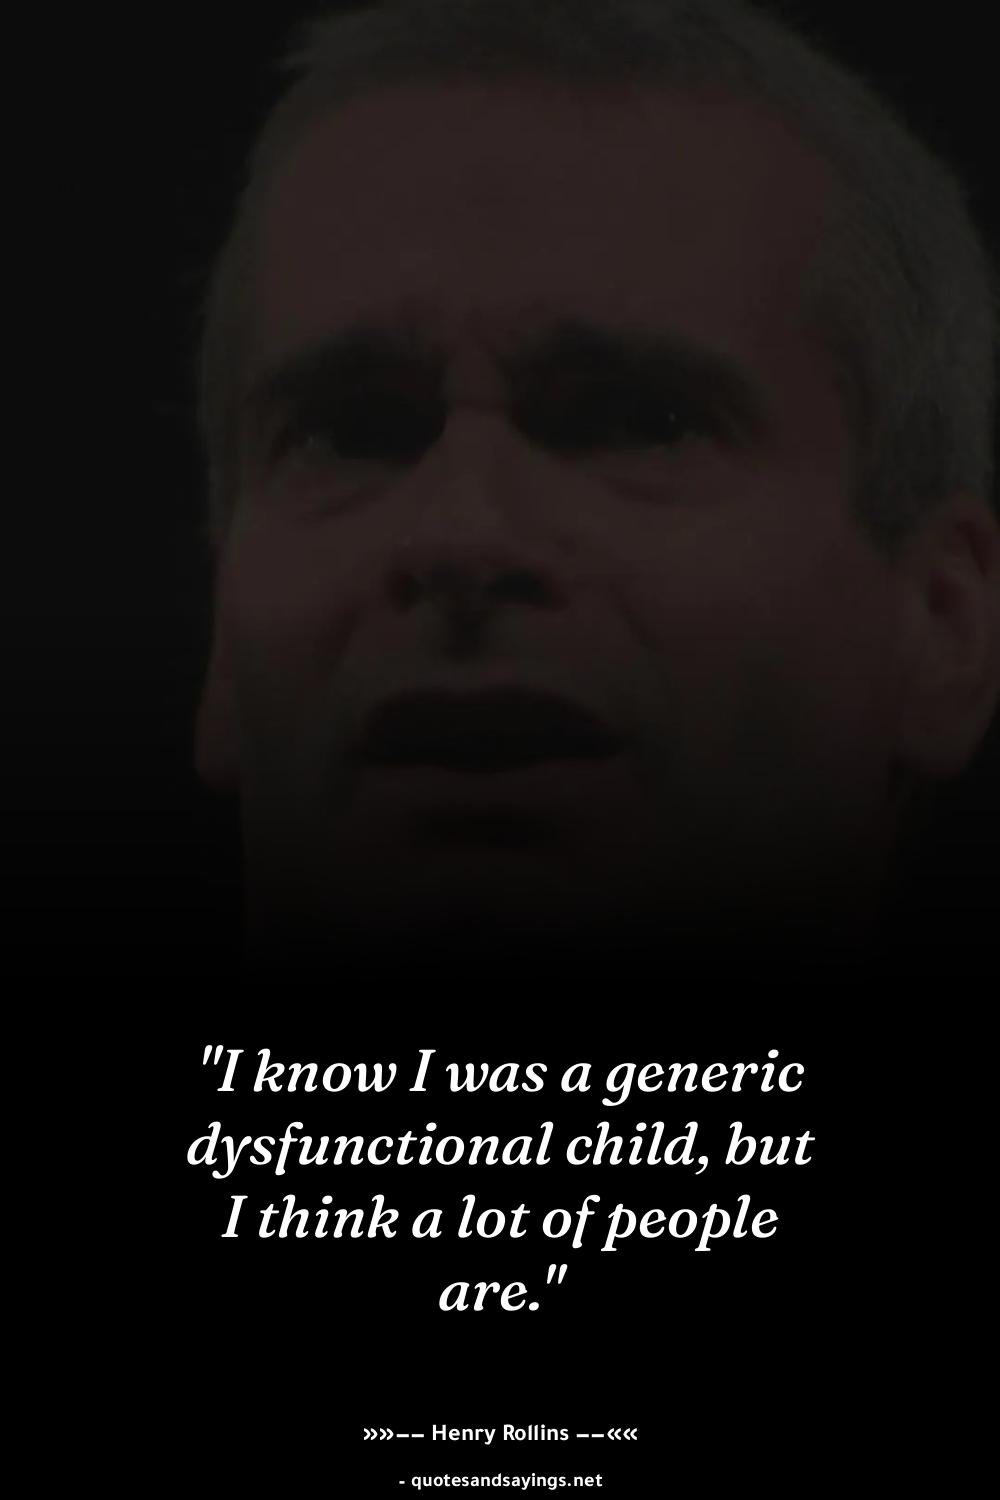 "I know I was a generic
dysfunctional child, but
I think a lot of people
are."
»»–– Henry Rollins ––««
- quotesandsayings.net